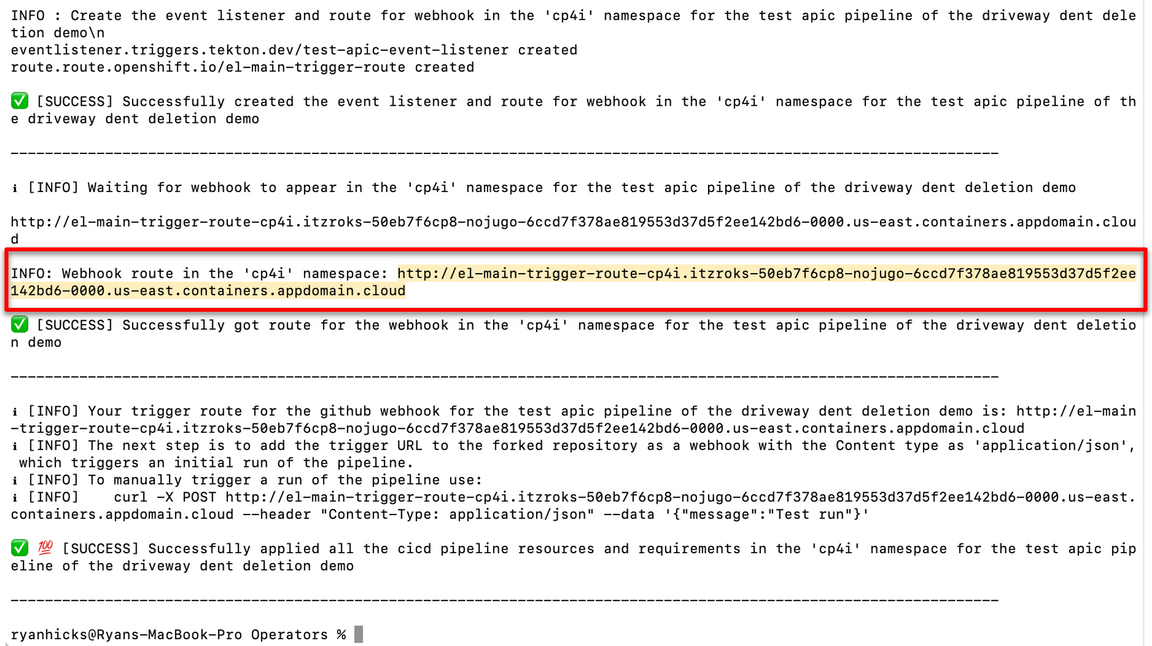 INFO : Create the event listener and route for webhook in the 'cp4i' namespace for the test apic pipeline of the driveway dent dele
tion demo\n
eventlistener.triggers.tekton.dev/test-apic-event-listener created
route.route.openshift.io/el-main-trigger-route created
✅ [SUCCESS] Successfully created the event listener and route for webhook in the 'cp4i' namespace for the test apic pipeline of th
e driveway dent deletion demo
ℹ [INFO] Waiting for webhook to appear in the 'cp4i' namespace for the test apic pipeline of the driveway dent deletion demo
http://el-main-trigger-route-cp4i.itzroks-50eb7f6cp8-nojugo-6ccd7f378ae819553d37d5f2ee142bd6-0000.us-east.containers.appdomain.clou
d
INFO: Webhook route in the 'cp4i' namespace: http://el-main-trigger-route-cp4i.itzroks-50eb7f6cp8-nojugo-6ccd7f378ae819553d37d5f2ee
142bd6-0000.us-east.containers.appdomain.cloud
✅ [SUCCESS] Successfully got route for the webhook in the 'cp4i' namespace for the test apic pipeline of the driveway dent deletio
n demo
ℹ [INFO] Your trigger route for the github webhook for the test apic pipeline of the driveway dent deletion demo is: http://el-main
-trigger-route-cp4i.itzroks-50eb7f6cp8-nojugo-6ccd7f378ae819553d37d5f2ee142bd6-0000.us-east.containers.appdomain.cloud
ℹ [INFO] The next step is to add the trigger URL to the forked repository as a webhook with the Content type as 'application/json',
which triggers an initial run of the pipeline.
ℹ [INFO] To manually trigger a run of the pipeline use:
ℹ [INFO]    curl -X POST http://el-main-trigger-route-cp4i.itzroks-50eb7f6cp8-nojugo-6ccd7f378ae819553d37d5f2ee142bd6-0000.us-east.
containers.appdomain.cloud --header "Content-Type: application/json" --data '{"message":"Test run"}'
✅ 💯 [SUCCESS] Successfully applied all the cicd pipeline resources and requirements in the 'cp4i' namespace for the test apic pip
eline of the driveway dent deletion demo
ryanhicks@Ryans-MacBook-Pro Operators %